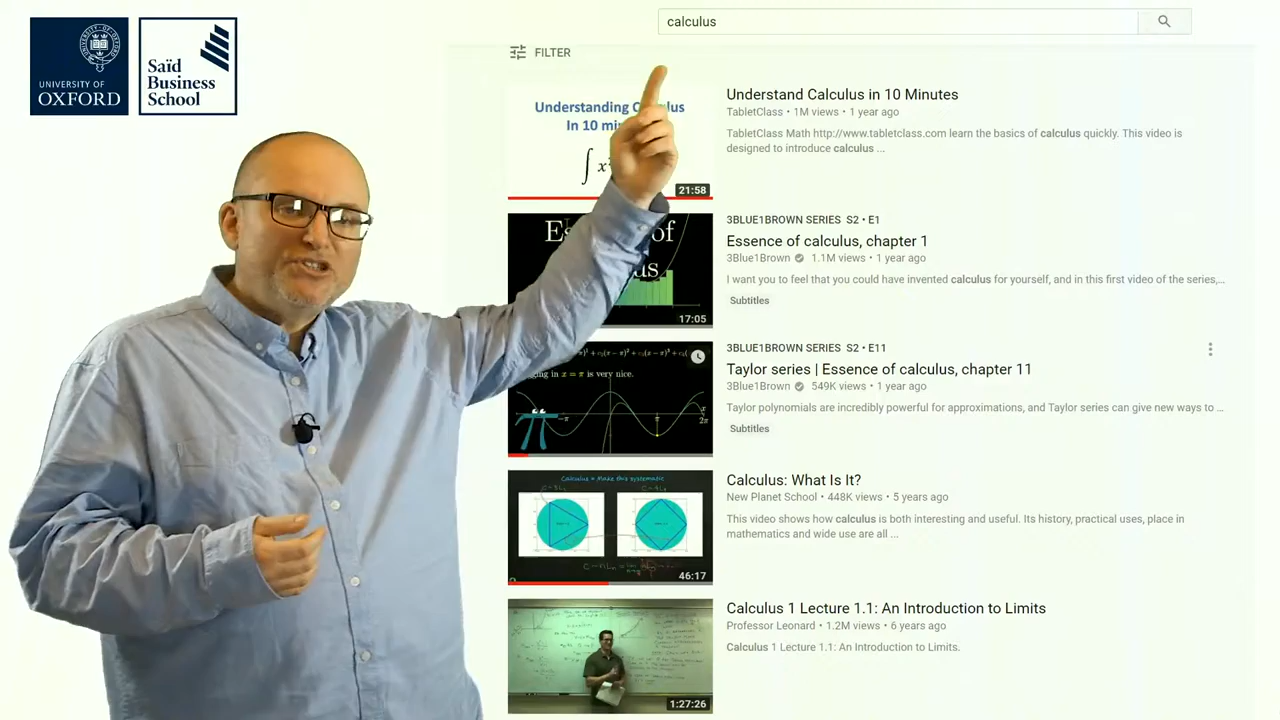 UNIVERSITY OF
OXFORD
Saïd
Business
School
calculus
FILTER
Understanding
In 10
21:58
Understand Calculus in 10 Minutes
TabletClass • 1M views • 1 year ago
TabletClass Math http://www.tabletclass.com learn the basics of calculus quickly. This video is
designed to introduce calculus ...
of
17:05
3BLUE1BROWN SERIES S2 • E1
Essence of calculus, chapter 1
3Blue1Brown 1.1M views • 1 year ago
I want you to feel that you could have invented calculus for yourself, and in this first video of the series,...
Subtitles
in x = π is very nice.
3BLUE1BROWN SERIES S2 • E11
Taylor series | Essence of calculus, chapter 11
3Blue1Brown 549K views • 1 year ago
Taylor polynomials are incredibly powerful for approximations, and Taylor series can give new ways to ...
Subtitles
Calculus = Make this systematic
46:17
Calculus: What Is It?
New Planet School • 448K views • 5 years ago
This video shows how calculus is both interesting and useful. Its history, practical uses, place in
mathematics and wide use are all ...
1:27:26
Calculus 1 Lecture 1.1: An Introduction to Limits
Professor Leonard • 1.2M views • 6 years ago
Calculus 1 Lecture 1.1: An Introduction to Limits.